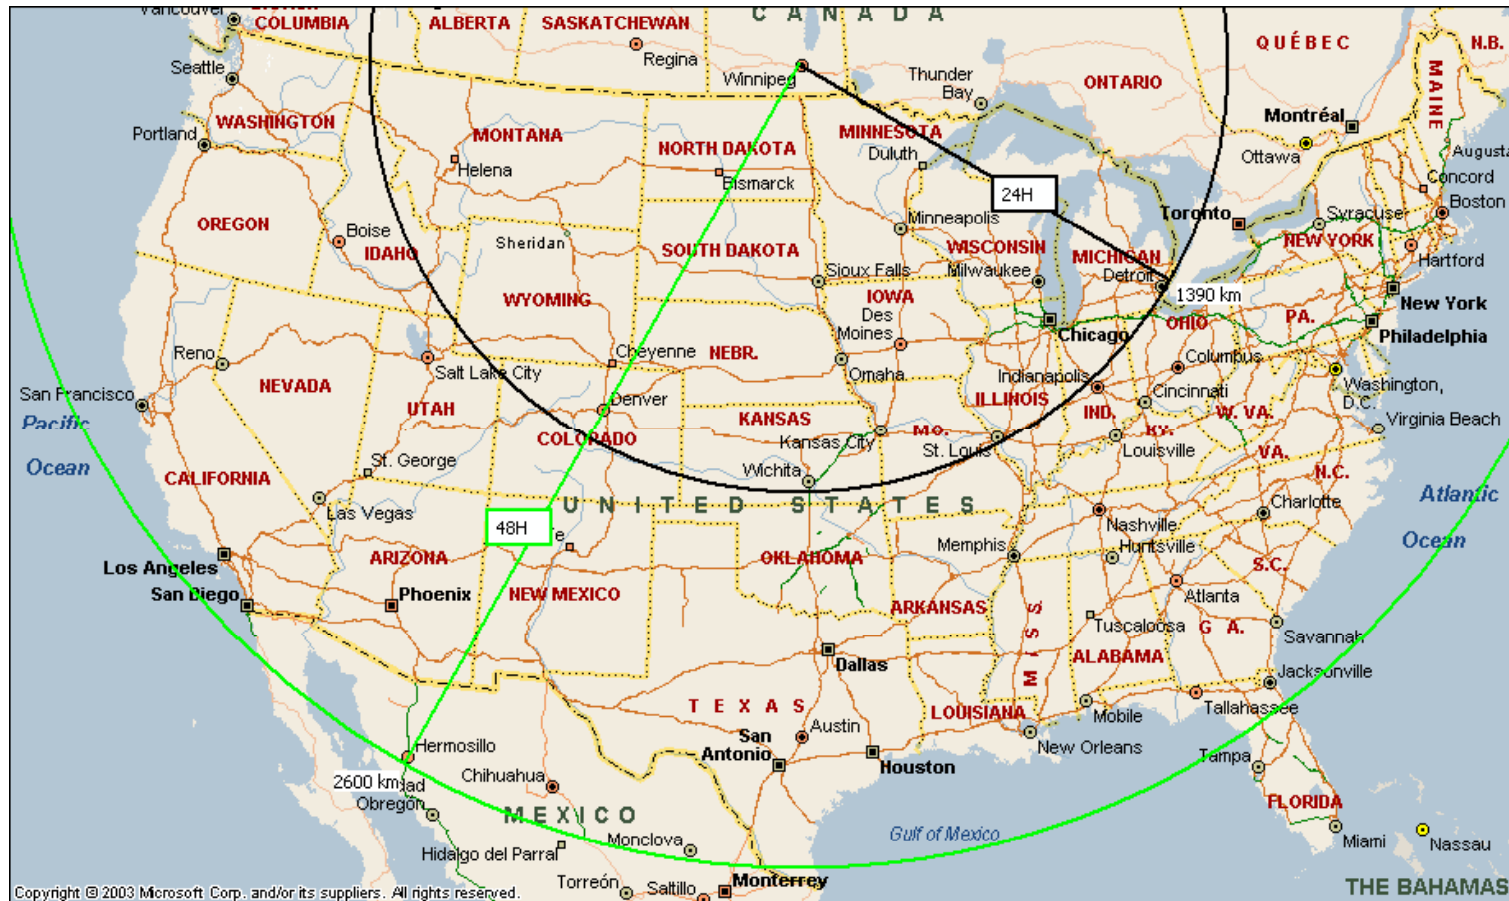 CANADA
Vancouver
COLUMBIA
ALBERTA
SASKATCHEWAN
QUÉBEC
N.B.
Regina
Seattle
Winnipeg
Thunder
Bay
ONTARIO
MAINE
Montréal
WASHINGTON
Portland
MONTANA
NORTH DAKOTA
MINNESOTA
Duluth
Ottawa
Augusta
Helena
Bismarck
24H
Concord
Toronto
Syracuse
Boston
OREGON
Boise
IDAHO
Sheridan
SOUTH DAKOTA
Minneapolis
WISCONSIN
MICHIGAN
NEW YORK
Hartford
Sioux Falls
Milwaukee
Detroit
1390 km
WYOMING
IOWA
Des
Moines
Chicago
OHIO
PA.
New York
Philadelphia
Reno
Salt Lake City
Cheyenne
NEBR.
Omaha
Columbus
Indianapolis
Cincinnati
Washington,
D.C.
San Francisco
NEVADA
UTAH
Denver
COLORADO
KANSAS
Kansas City
MO.
ILLINOIS
IND.
KY.
W. VA.
Virginia Beach
Pacific
Ocean
St. Louis
Louisville
VA.
N.C.
CALIFORNIA
St. George
Wichita
Las Vegas
UNITED STATES
48H
e
Nashville
Charlotte
Atlantic
Ocean
Los Angeles
ARIZONA
OKLAHOMA
Memphis
Huntsville
S.C.
San Diego
Phoenix
NEW MEXICO
ARKANSAS
MISS
Atlanta
Tuscaloosa
G A.
Savannah
Dallas
ALABAMA
Jacksonville
TEXAS
LOUISIANA
Mobile
Tallahassee
Austin
San
Antonio
Houston
New Orleans
Tampa
Hermosillo
2600 km
Chihuahua
Obregón
MEXICO
FLORIDA
Gulf of Mexico
Miami
Nassau
Monclova
Hidalgo del Parral
Torreón
Saltillo
Monterrey
THE BAHAMAS
Copyright © 2003 Microsoft Corp. and/or its suppliers. All rights reserved.